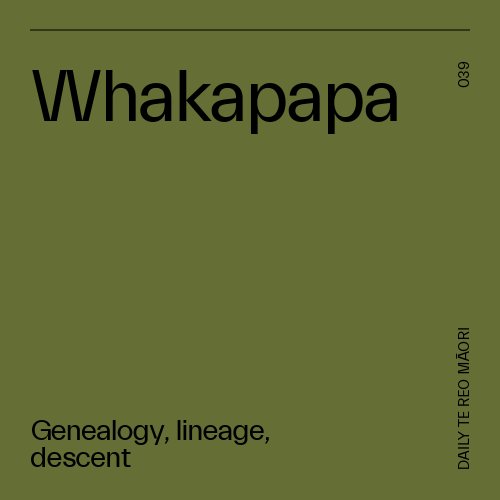 Whakapapa
039
Genealogy, lineage,
descent
DAILY TE REO MĀORI